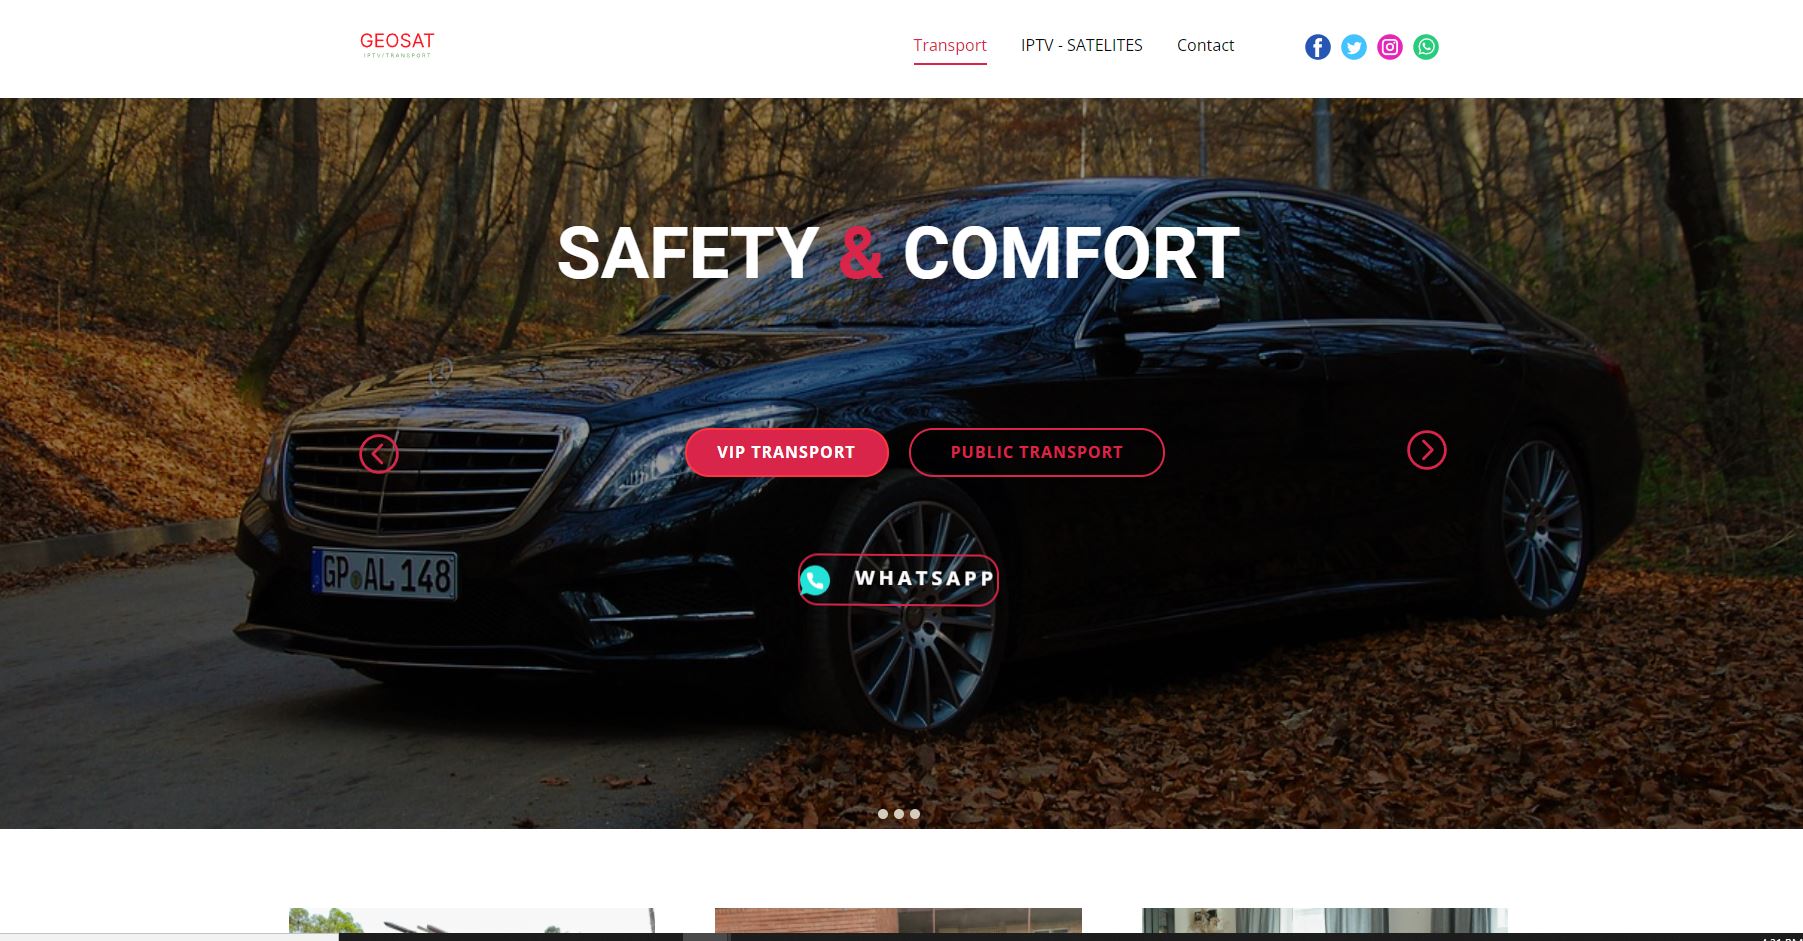 GEOSAT
IPTV/TRANSPORT
Transport
IPTV - SATELITES
Contact
SAFETY & COMFORT
VIP TRANSPORT
PUBLIC TRANSPORT
WHATSAPP
GP AL 148